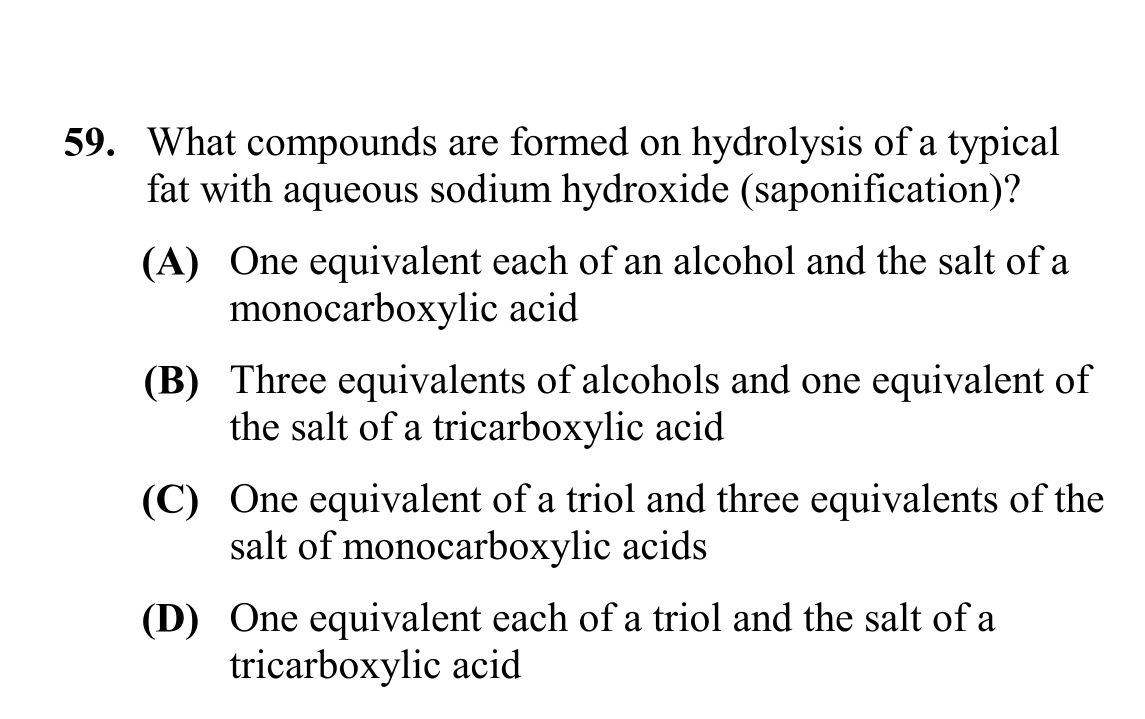 59. What compounds are formed on hydrolysis of a typical
fat with aqueous sodium hydroxide (saponification)?
(A) One equivalent each of an alcohol and the salt of a
monocarboxylic acid
(B) Three equivalents of alcohols and one equivalent of
the salt of a tricarboxylic acid
(C) One equivalent of a triol and three equivalents of the
salt of monocarboxylic acids
(D) One equivalent each of a triol and the salt of a
tricarboxylic acid